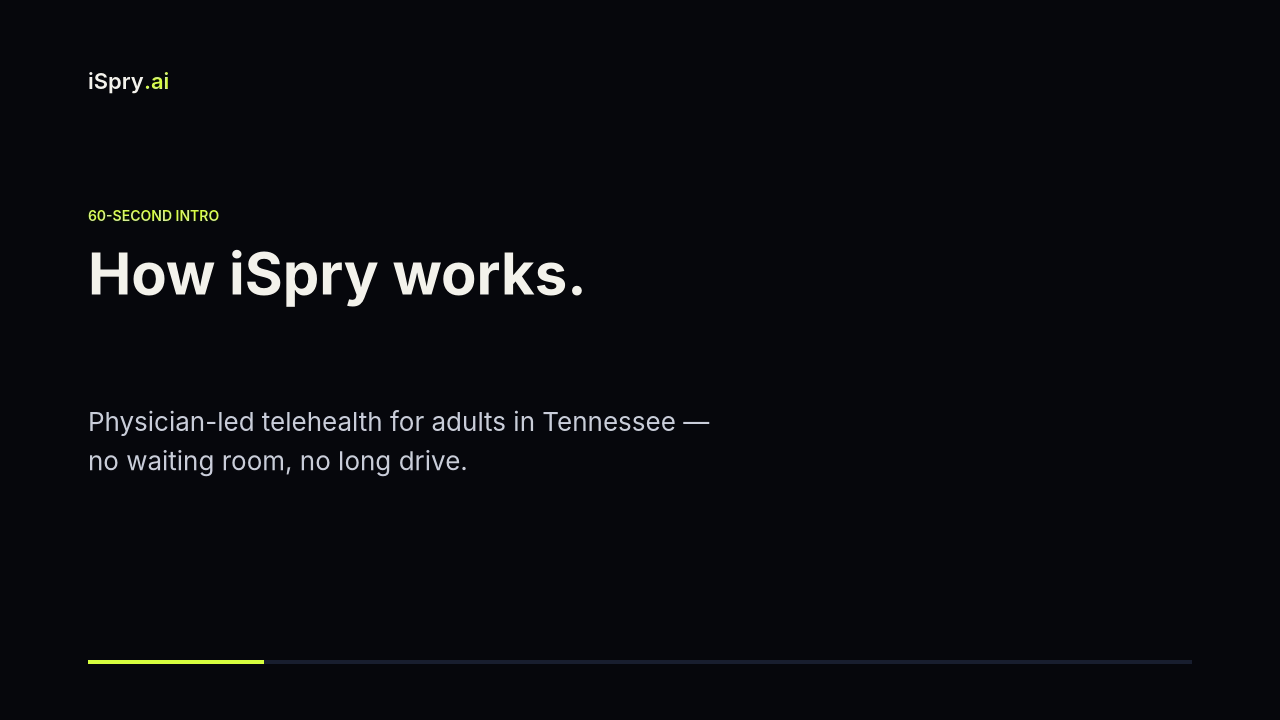 iSpry.ai
60-SECOND INTRO
How iSpry works.
Physician-led telehealth for adults in Tennessee —
no waiting room, no long drive.